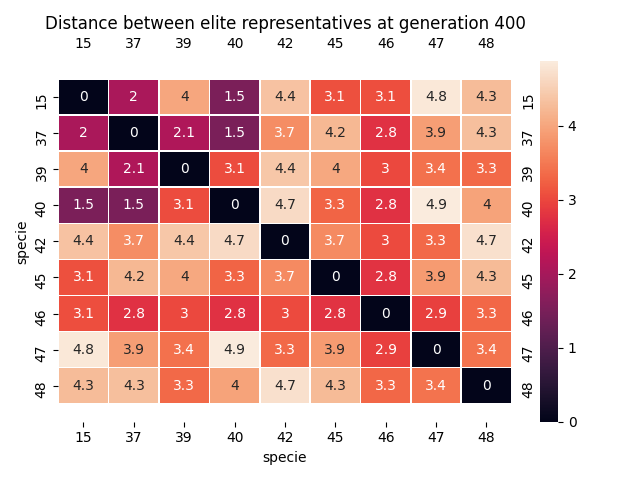 Distance between elite representatives at generation 400
15 37 39 40 42 45 46 47 48
15 0 2 4 1.5 4.4 3.1 3.1 4.8 4.3 15
37 2 0 2.1 1.5 3.7 4.2 2.8 3.9 4.3 37
39 4 2.1 0 3.1 4.4 4 3 3.4 3.3 39
40 1.5 1.5 3.1 0 4.7 3.3 2.8 4.9 4 40
42 4.4 3.7 4.4 4.7 0 3.7 3 3.3 4.7 42
45 3.1 4.2 4 3.3 3.7 0 2.8 3.9 4.3 45
46 3.1 2.8 3 2.8 3 2.8 0 2.9 3.3 46
47 4.8 3.9 3.4 4.9 3.3 3.9 2.9 0 3.4 47
48 4.3 4.3 3.3 4 4.7 4.3 3.3 3.4 0 48
15 37 39 40 42 45 46 47 48
specie
specie
4
3
2
1
0